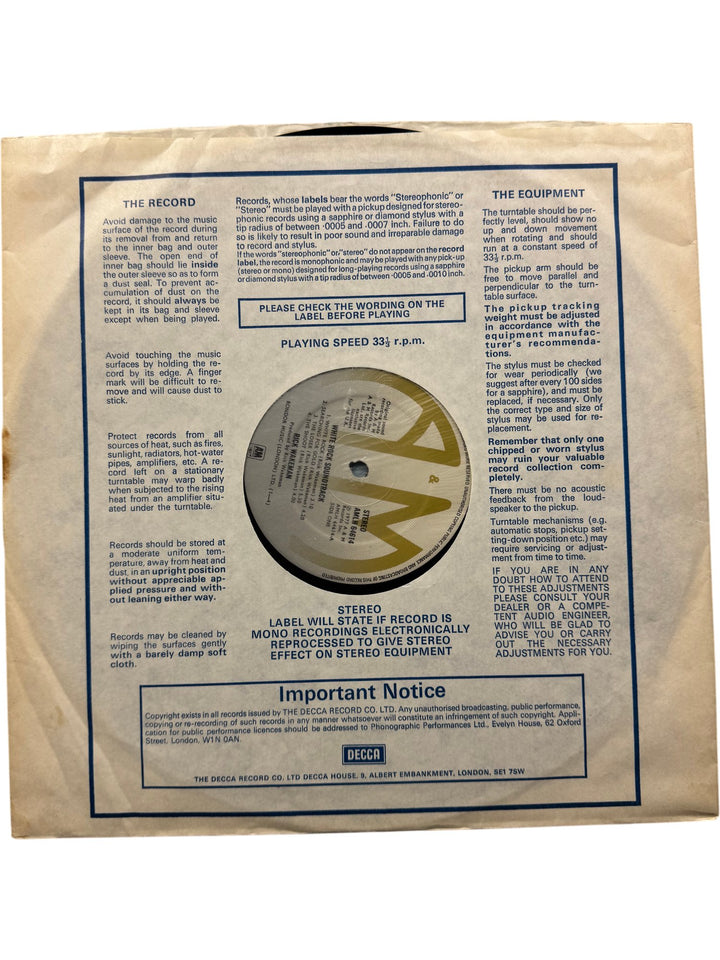 THE RECORD
Avoid damage to the music
surface of the record during
its removal from and return
to the inner bag and outer
sleeve. The open end of
inner bag should lie inside
the outer sleeve so as to form
a dust seal. To prevent ac-
cumulation of dust on the
record, it should always be
kept in its bag and sleeve
except when being played.
Avoid touching the music
surfaces by holding the re-
cord by its edge. A finger
mark will be difficult to re-
move and will cause dust to
stick.
Protect records from all
sources of heat, such as fires,
sunlight, radiators, hot-water
pipes, amplifiers, etc. A re-
cord left on a stationary
turntable may warp badly
when subjected to the rising
heat from an amplifier situ-
ated under the turntable.
Records should be stored at
a moderate uniform tem-
perature, away from heat and
dust, in an upright position
without appreciable ap-
plied pressure and with-
out leaning either way.
Records may be cleaned by
wiping the surfaces gently
with a barely damp soft
cloth.
Records, whose labels bear the words "Stereophonic" or
"Stereo" must be played with a pickup designed for stereo-
phonic records using a sapphire or diamond stylus with a
tip radius of between ·0005 and ·0007 inch. Failure to do
so is likely to result in poor sound and irreparable damage
to record and stylus.
If the words "stereophonic" or "stereo" do not appear on the record
label, the record is monophonic and may be played with any pick-up
(stereo or mono) designed for long-playing records using a sapphire
or diamond stylus with a tip radius of between ·0005 and ·0010 inch.
PLEASE CHECK THE WORDING ON THE
LABEL BEFORE PLAYING
PLAYING SPEED 33⅓ r.p.m.
A&M
AM
STEREO
AMLH 64614
SIDE ONE
WHITE ROCK SOUNDTRACK
RICK WAKEMAN
STEREO
LABEL WILL STATE IF RECORD IS
MONO RECORDINGS ELECTRONICALLY
REPROCESSED TO GIVE STEREO
EFFECT ON STEREO EQUIPMENT
THE EQUIPMENT
The turntable should be per-
fectly level, should show no
up and down movement
when rotating and should
run at a constant speed of
33⅓ r.p.m.
The pickup arm should be
free to move parallel and
perpendicular to the turn-
table surface.
The pickup tracking
weight must be adjusted
in accordance with the
equipment manufac-
turer's recommenda-
tions.
The stylus must be checked
for wear periodically (we
suggest after every 100 sides
for a sapphire), and must be
replaced, if necessary. Only
the correct type and size of
stylus may be used for re-
placement.
Remember that only one
chipped or worn stylus
may ruin your valuable
record collection com-
pletely.
There must be no acoustic
feedback from the loud-
speaker to the pickup.
Turntable mechanisms (e.g.
automatic stops, pickup set-
ting-down position etc.) may
require servicing or adjust-
ment from time to time.
IF YOU ARE IN ANY
DOUBT HOW TO ATTEND
TO THESE ADJUSTMENTS
PLEASE CONSULT YOUR
DEALER OR A COMPE-
TENT AUDIO ENGINEER,
WHO WILL BE GLAD TO
ADVISE YOU OR CARRY
OUT THE NECESSARY
ADJUSTMENTS FOR YOU.
Important Notice
Copyright exists in all records issued by THE DECCA RECORD CO. LTD. Any unauthorised broadcasting, public performance,
copying or re-recording of such records in any manner whatsoever will constitute an infringement of such copyright. Appli-
cation for public performance licences should be addressed to Phonographic Performances Ltd., Evelyn House, 62 Oxford
Street, London, W1N 0AN.
DECCA
THE DECCA RECORD CO. LTD DECCA HOUSE, 9, ALBERT EMBANKMENT, LONDON, SE1 7SW